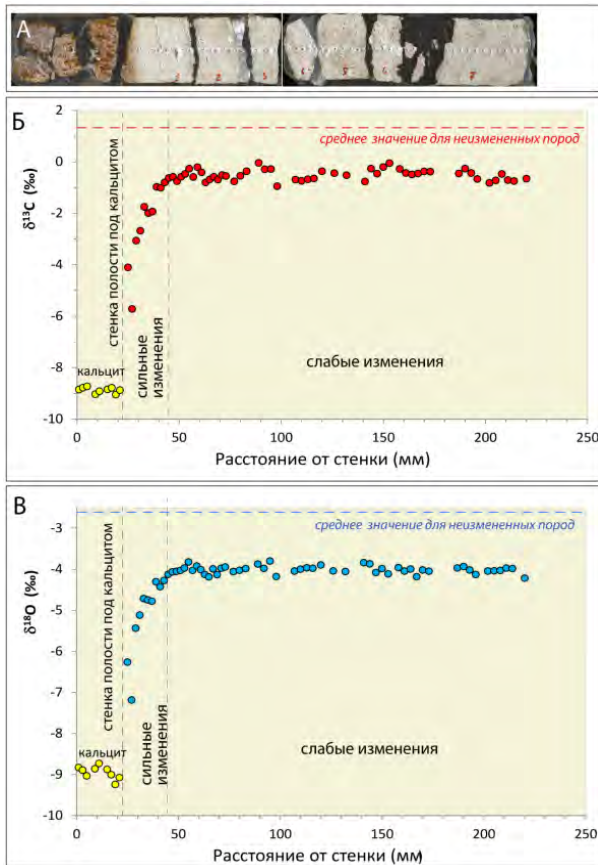 А
1
2
3
4
5
6
7
Б
2
0
-2
-4
-6
-8
-10
δ¹³C (‰)
среднее значение для неизмененных пород
стенка полости под кальцитом
кальцит
сильные
изменения
слабые изменения
0
50
100
150
200
250
Расстояние от стенки (мм)
В
-3
-4
-5
-6
-7
-8
-9
-10
δ¹⁸O (‰)
среднее значение для неизмененных пород
стенка полости под кальцитом
кальцит
сильные
изменения
слабые изменения
0
50
100
150
200
250
Расстояние от стенки (мм)